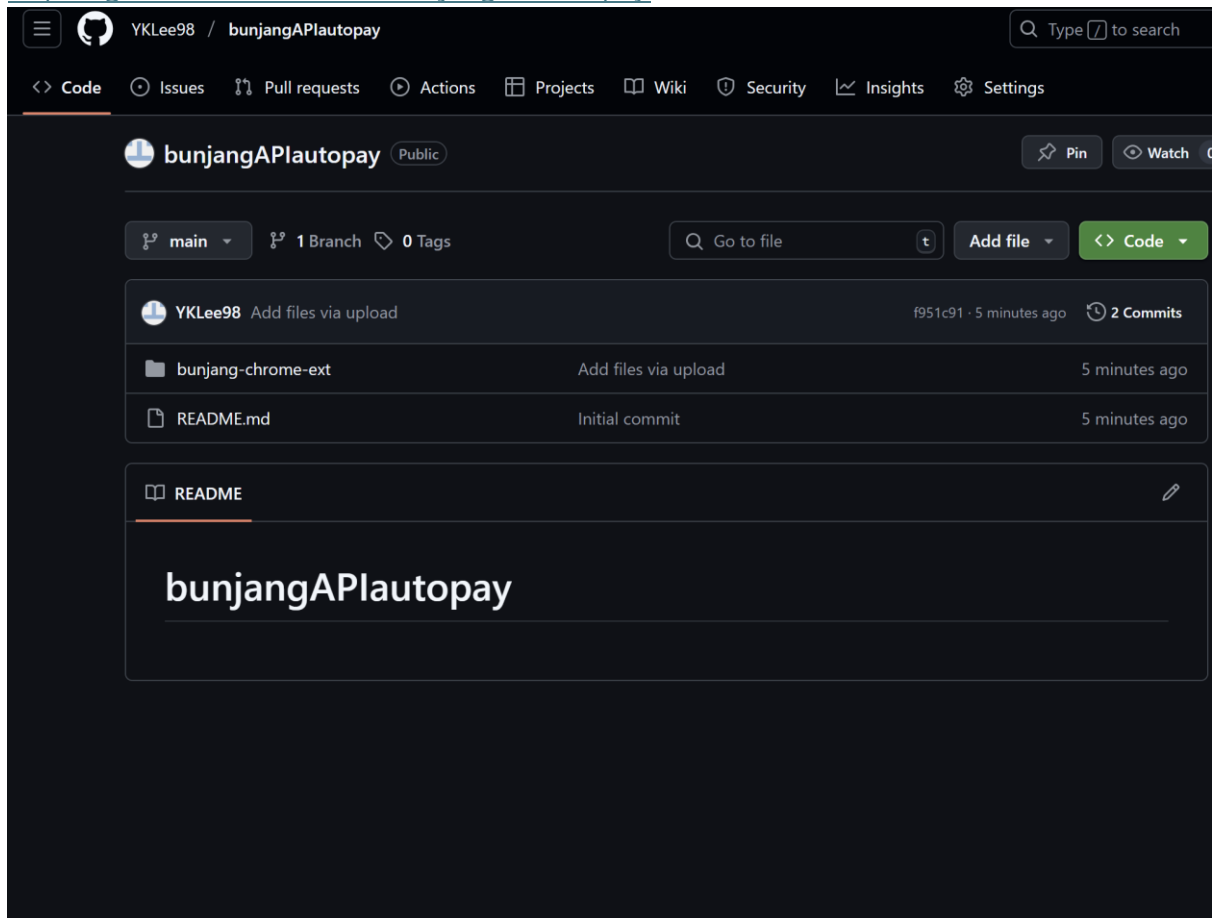 YKLee98 / bunjangAPIautopay
Type / to search
<> Code Issues Pull requests Actions Projects Wiki Security Insights Settings
bunjangAPIautopay Public
Pin Watch 0
main 1 Branch 0 Tags
Go to file t Add file <> Code
YKLee98 Add files via upload f951c91 · 5 minutes ago 2 Commits
bunjang-chrome-ext Add files via upload 5 minutes ago
README.md Initial commit 5 minutes ago
README
bunjangAPIautopay